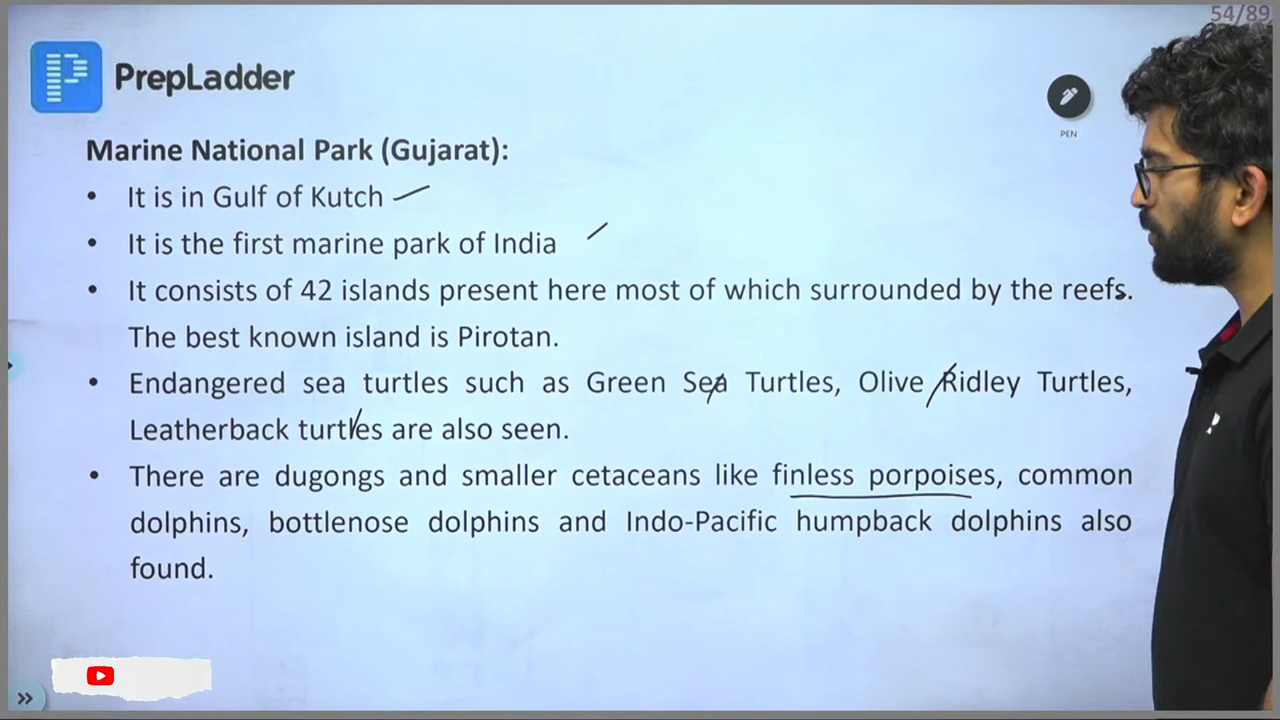 54/89
PrepLadder
PEN
Marine National Park (Gujarat):
• It is in Gulf of Kutch
• It is the first marine park of India
• It consists of 42 islands present here most of which surrounded by the reefs.
The best known island is Pirotan.
• Endangered sea turtles such as Green Sea Turtles, Olive Ridley Turtles,
Leatherback turtles are also seen.
• There are dugongs and smaller cetaceans like finless porpoises, common
dolphins, bottlenose dolphins and Indo-Pacific humpback dolphins also
found.